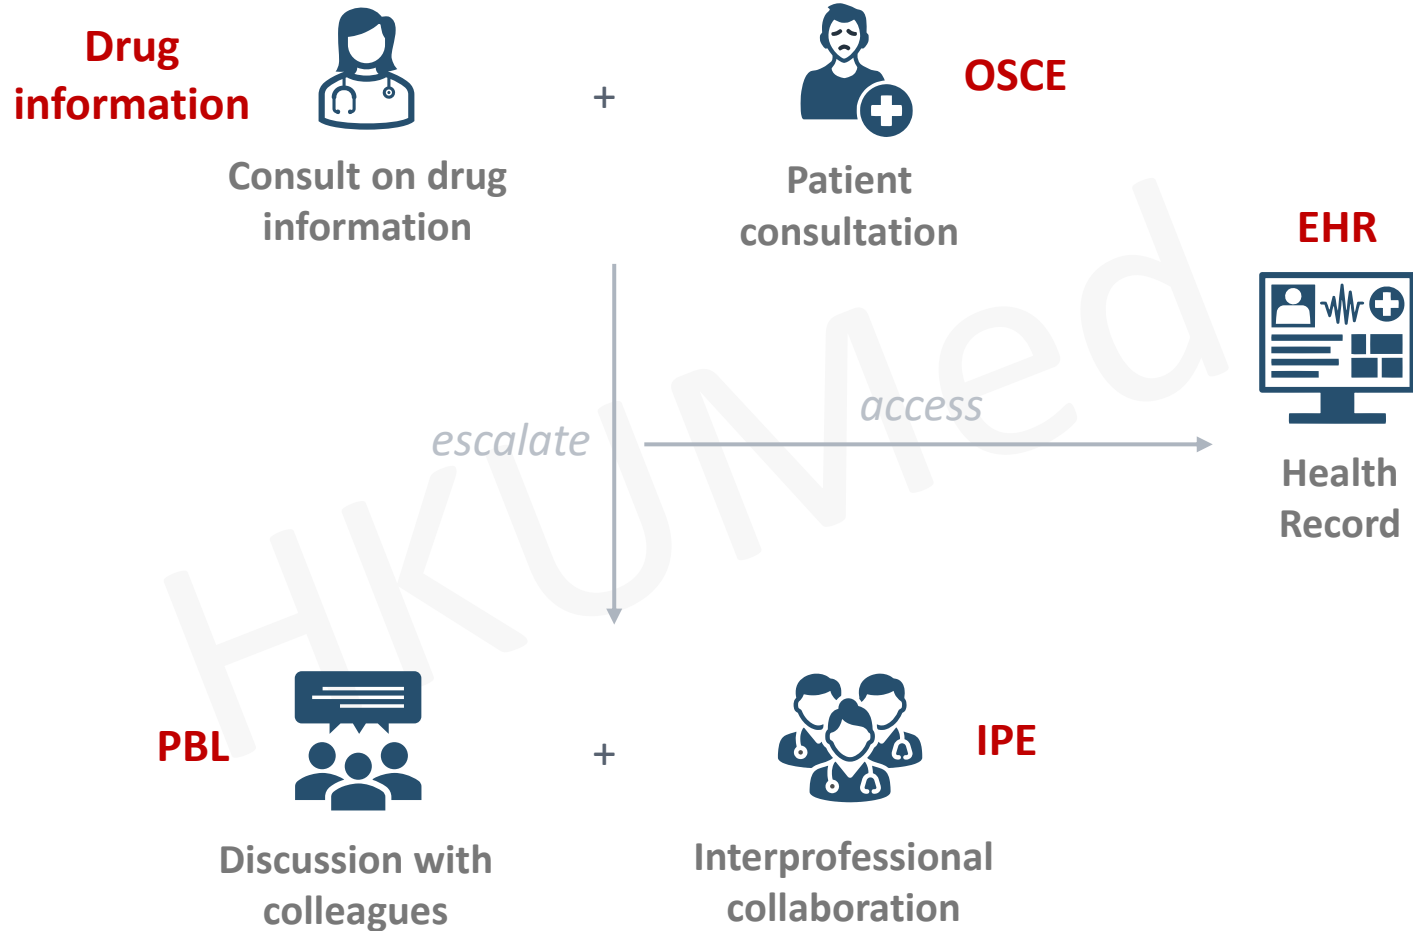 Drug
information
+
OSCE
Consult on drug
information
Patient
consultation
EHR
access
escalate
Health
Record
HKUMed
PBL
+
IPE
Discussion with
colleagues
Interprofessional
collaboration